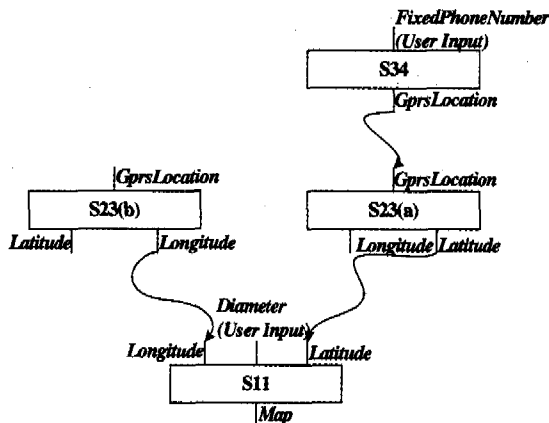 FixedPhoneNumber
(User Input)
S34
GprsLocation
GprsLocation
GprsLocation
S23(b)
S23(a)
Latitude
Longitude
Longitude
Latitude
Diameter
(User Input)
Longitude
Latitude
S11
Map